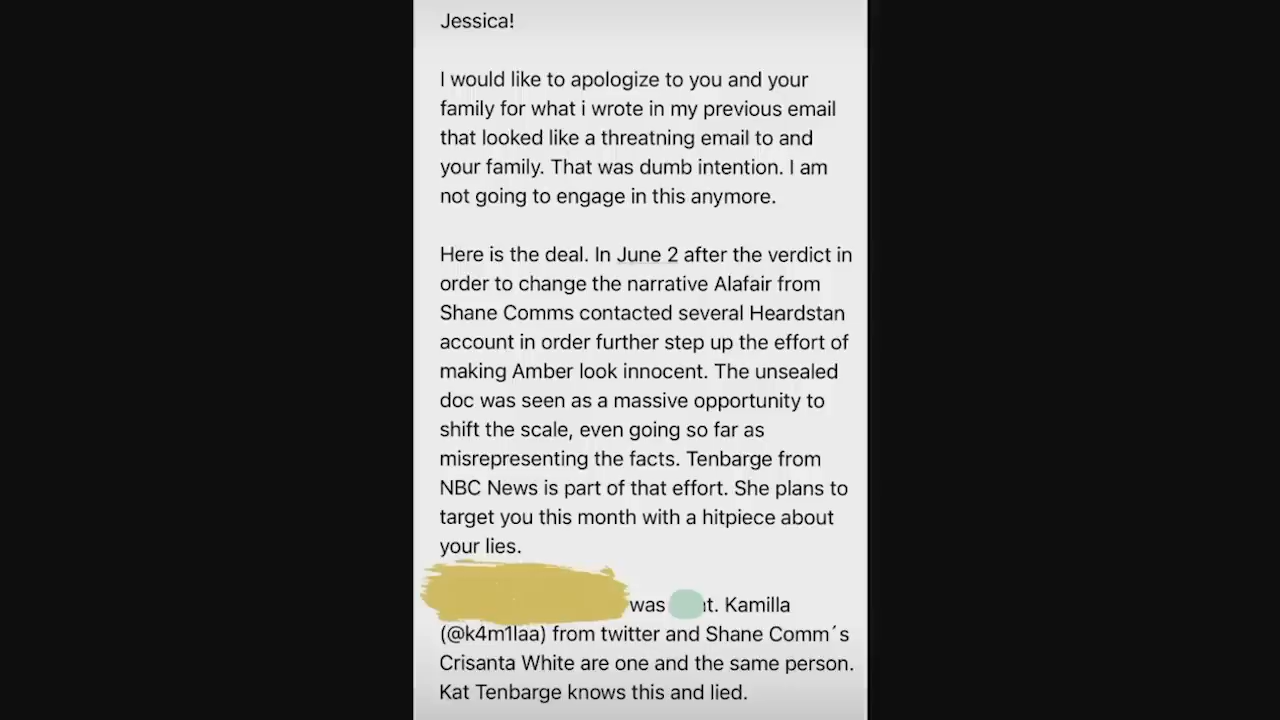 Jessica!
I would like to apologize to you and your
family for what i wrote in my previous email
that looked like a threatning email to and
your family. That was dumb intention. I am
not going to engage in this anymore.
Here is the deal. In June 2 after the verdict in
order to change the narrative Alafair from
Shane Comms contacted several Heardstan
account in order further step up the effort of
making Amber look innocent. The unsealed
doc was seen as a massive opportunity to
shift the scale, even going so far as
misrepresenting the facts. Tenbarge from
NBC News is part of that effort. She plans to
target you this month with a hitpiece about
your lies.
was t. Kamilla
(@k4m1laa) from twitter and Shane Comm´s
Crisanta White are one and the same person.
Kat Tenbarge knows this and lied.